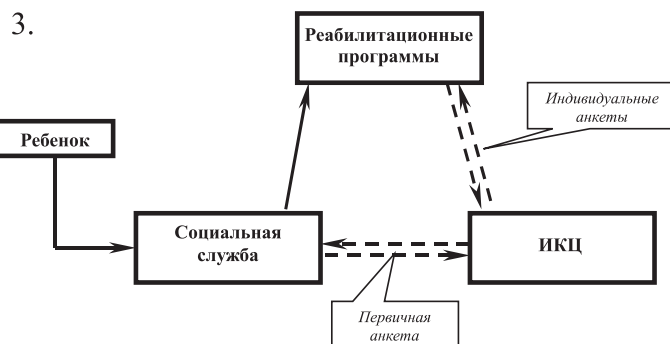 3.
Реабилитационные
программы
Индивидуальные
анкеты
Ребенок
Социальная
служба
ИКЦ
Первичная
анкета